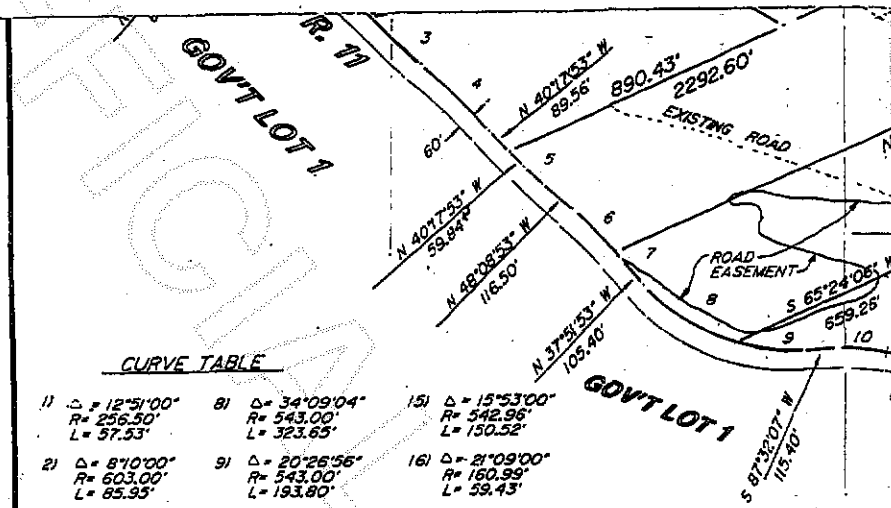 R. 11
GOV'T LOT 1
3
4
60'
N 40°17'53" W
89.56'
890.43'
2292.60'
EXISTING ROAD
N
5
N 40°17'53" W
59.84'
6
N 48°08'53" W
116.50'
7
ROAD
EASEMENT
8
S 65°24'06" W
659.26'
9
10
N 37°51'53" W
105.40'
GOV'T LOT 1
S 87°32'07" W
115.40'
CURVE TABLE
1) Δ = 12°51'00"
R= 256.50'
L= 57.53'
2) Δ = 8°10'00"
R= 603.00'
L= 85.95'
8) Δ= 34°09'04"
R= 543.00'
L= 323.65'
9) Δ= 20°26'56"
R= 543.00'
L= 193.80'
15) Δ= 15°53'00"
R= 542.96'
L= 150.52'
16) Δ= 21°09'00"
R= 160.99'
L= 59.43'
FFICIAL